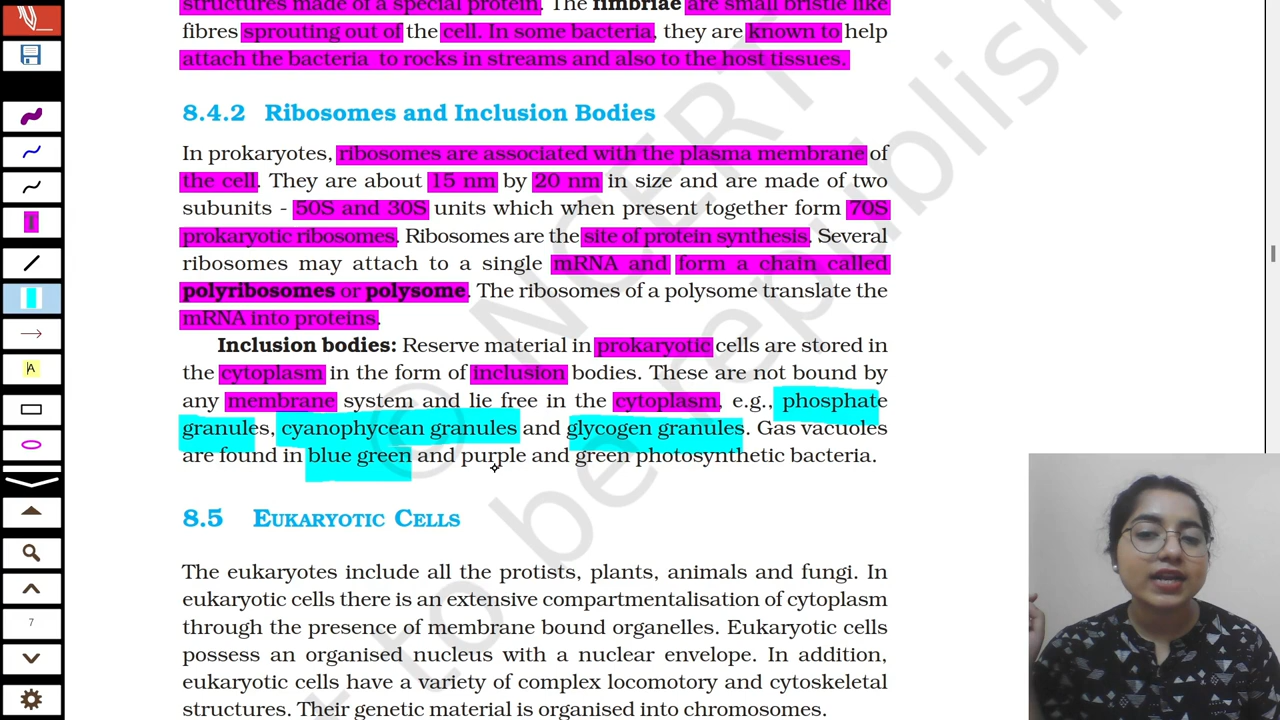 structures made of a special protein. The fimbriae are small bristle like
fibres sprouting out of the cell. In some bacteria, they are known to help
attach the bacteria to rocks in streams and also to the host tissues.
8.4.2 Ribosomes and Inclusion Bodies
In prokaryotes, ribosomes are associated with the plasma membrane of
the cell. They are about 15 nm by 20 nm in size and are made of two
subunits - 50S and 30S units which when present together form 70S
prokaryotic ribosomes. Ribosomes are the site of protein synthesis. Several
ribosomes may attach to a single mRNA and form a chain called
polyribosomes or polysome. The ribosomes of a polysome translate the
mRNA into proteins.
Inclusion bodies: Reserve material in prokaryotic cells are stored in
the cytoplasm in the form of inclusion bodies. These are not bound by
any membrane system and lie free in the cytoplasm, e.g., phosphate
granules, cyanophycean granules and glycogen granules. Gas vacuoles
are found in blue green and purple and green photosynthetic bacteria.
8.5 EUKARYOTIC CELLS
The eukaryotes include all the protists, plants, animals and fungi. In
eukaryotic cells there is an extensive compartmentalisation of cytoplasm
through the presence of membrane bound organelles. Eukaryotic cells
possess an organised nucleus with a nuclear envelope. In addition,
eukaryotic cells have a variety of complex locomotory and cytoskeletal
structures. Their genetic material is organised into chromosomes.
© NCERT
to be republish
A
7